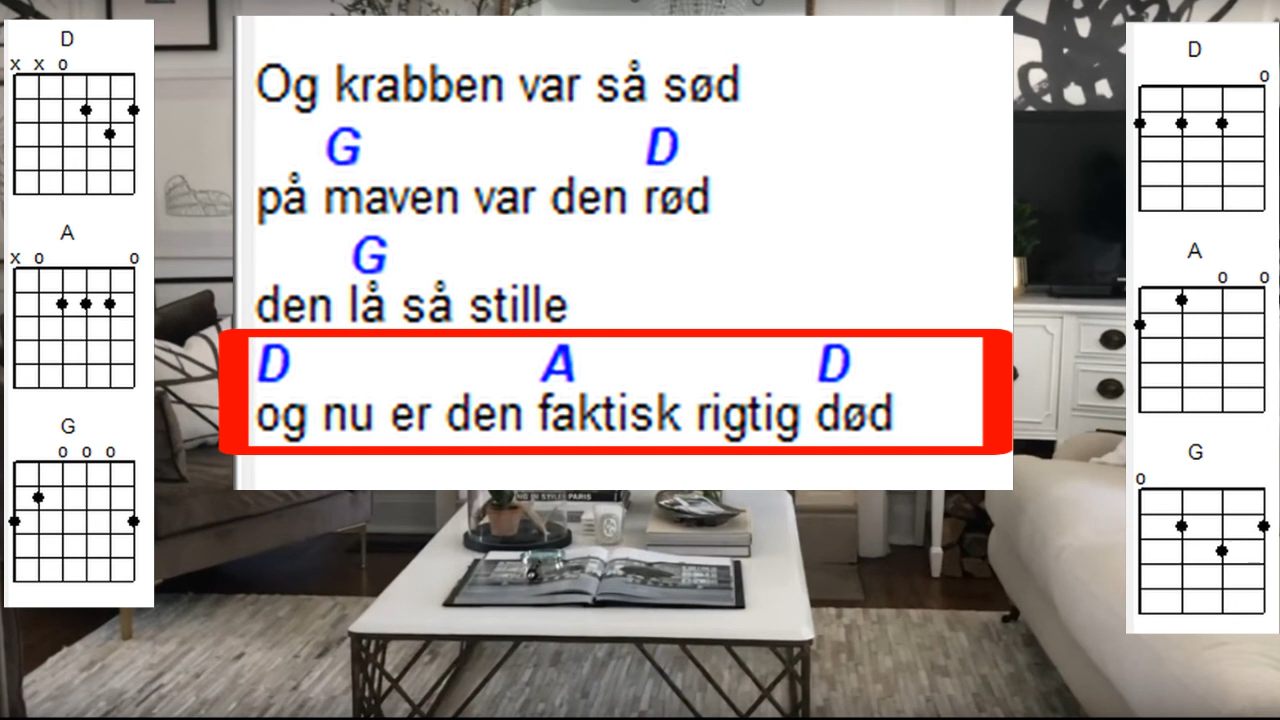 D
x x o
A
x o o
G
o o o
Og krabben var så sød
G D
på maven var den rød
G
den lå så stille
D A D
og nu er den faktisk rigtig død
D
o
A
o o
G
o